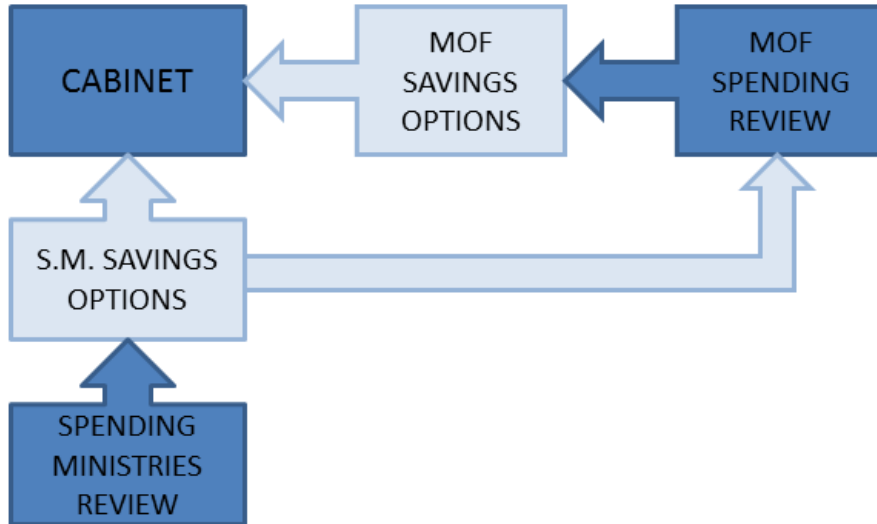 CABINET
MOF
SAVINGS
OPTIONS
MOF
SPENDING
REVIEW
S.M. SAVINGS
OPTIONS
SPENDING
MINISTRIES
REVIEW